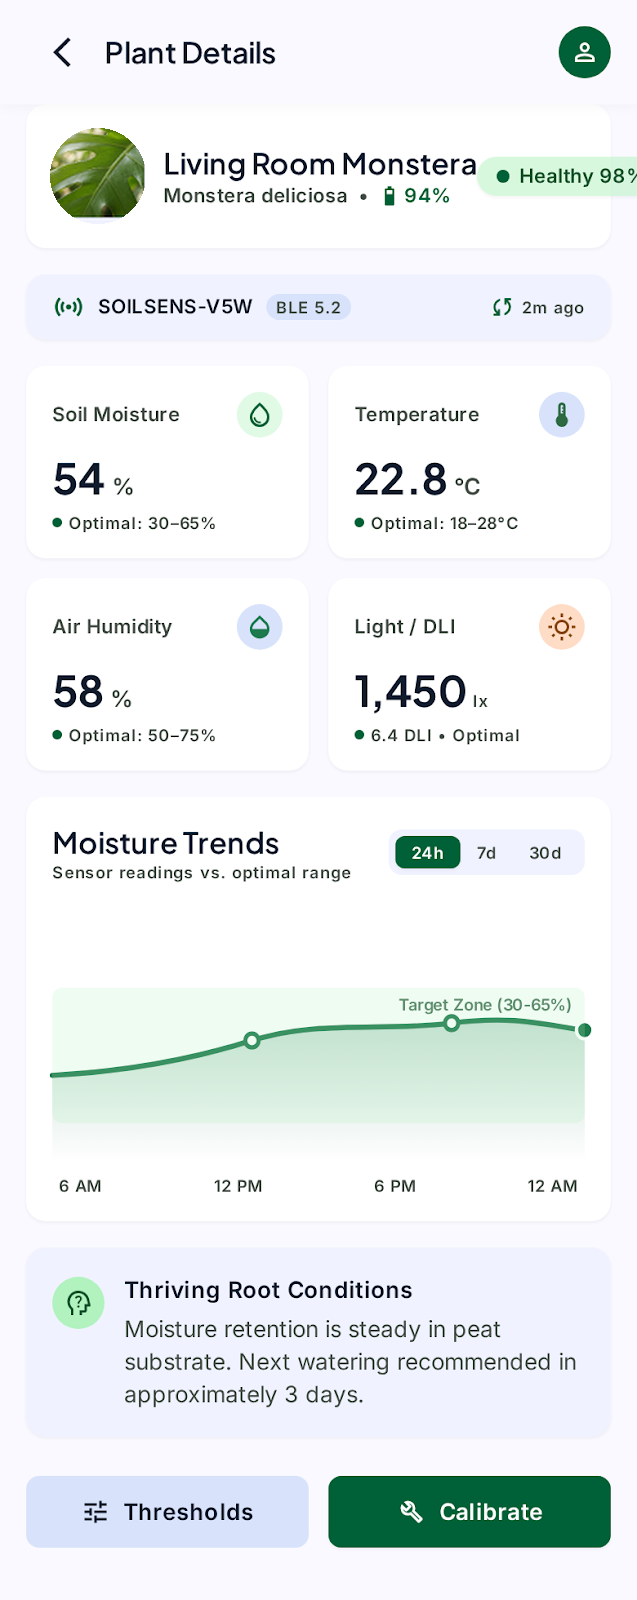 Plant Details
Living Room Monstera
Healthy 98%
Monstera deliciosa • 94%
SOILSENS-V5W BLE 5.2 2m ago
Soil Moisture
54 %
Optimal: 30–65%
Temperature
22.8 °C
Optimal: 18–28°C
Air Humidity
58 %
Optimal: 50–75%
Light / DLI
1,450 lx
6.4 DLI • Optimal
Moisture Trends
Sensor readings vs. optimal range
24h 7d 30d
Target Zone (30-65%)
6 AM 12 PM 6 PM 12 AM
Thriving Root Conditions
Moisture retention is steady in peat
substrate. Next watering recommended in
approximately 3 days.
Thresholds
Calibrate